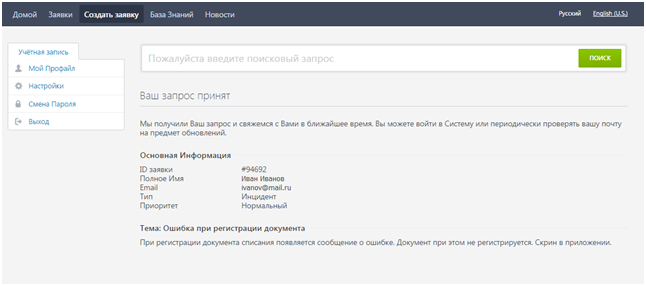 Домой Заявки Создать заявку База Знаний Новости Русский English (U.S.)
Учётная запись
Мой Профайл
Настройки
Смена Пароля
Выход
Пожалуйста введите поисковый запрос ПОИСК
Ваш запрос принят
Мы получили Ваш запрос и свяжемся с Вами в ближайшее время. Вы можете войти в Систему или периодически проверять вашу почту
на предмет обновлений.
Основная Информация
ID заявки #94692
Полное Имя Иван Иванов
Email ivanov@mail.ru
Тип Инцидент
Приоритет Нормальный
Тема: Ошибка при регистрации документа
При регистрации документа списания появляется сообщение о ошибке. Документ при этом не регистрируется. Скрин в приложении.